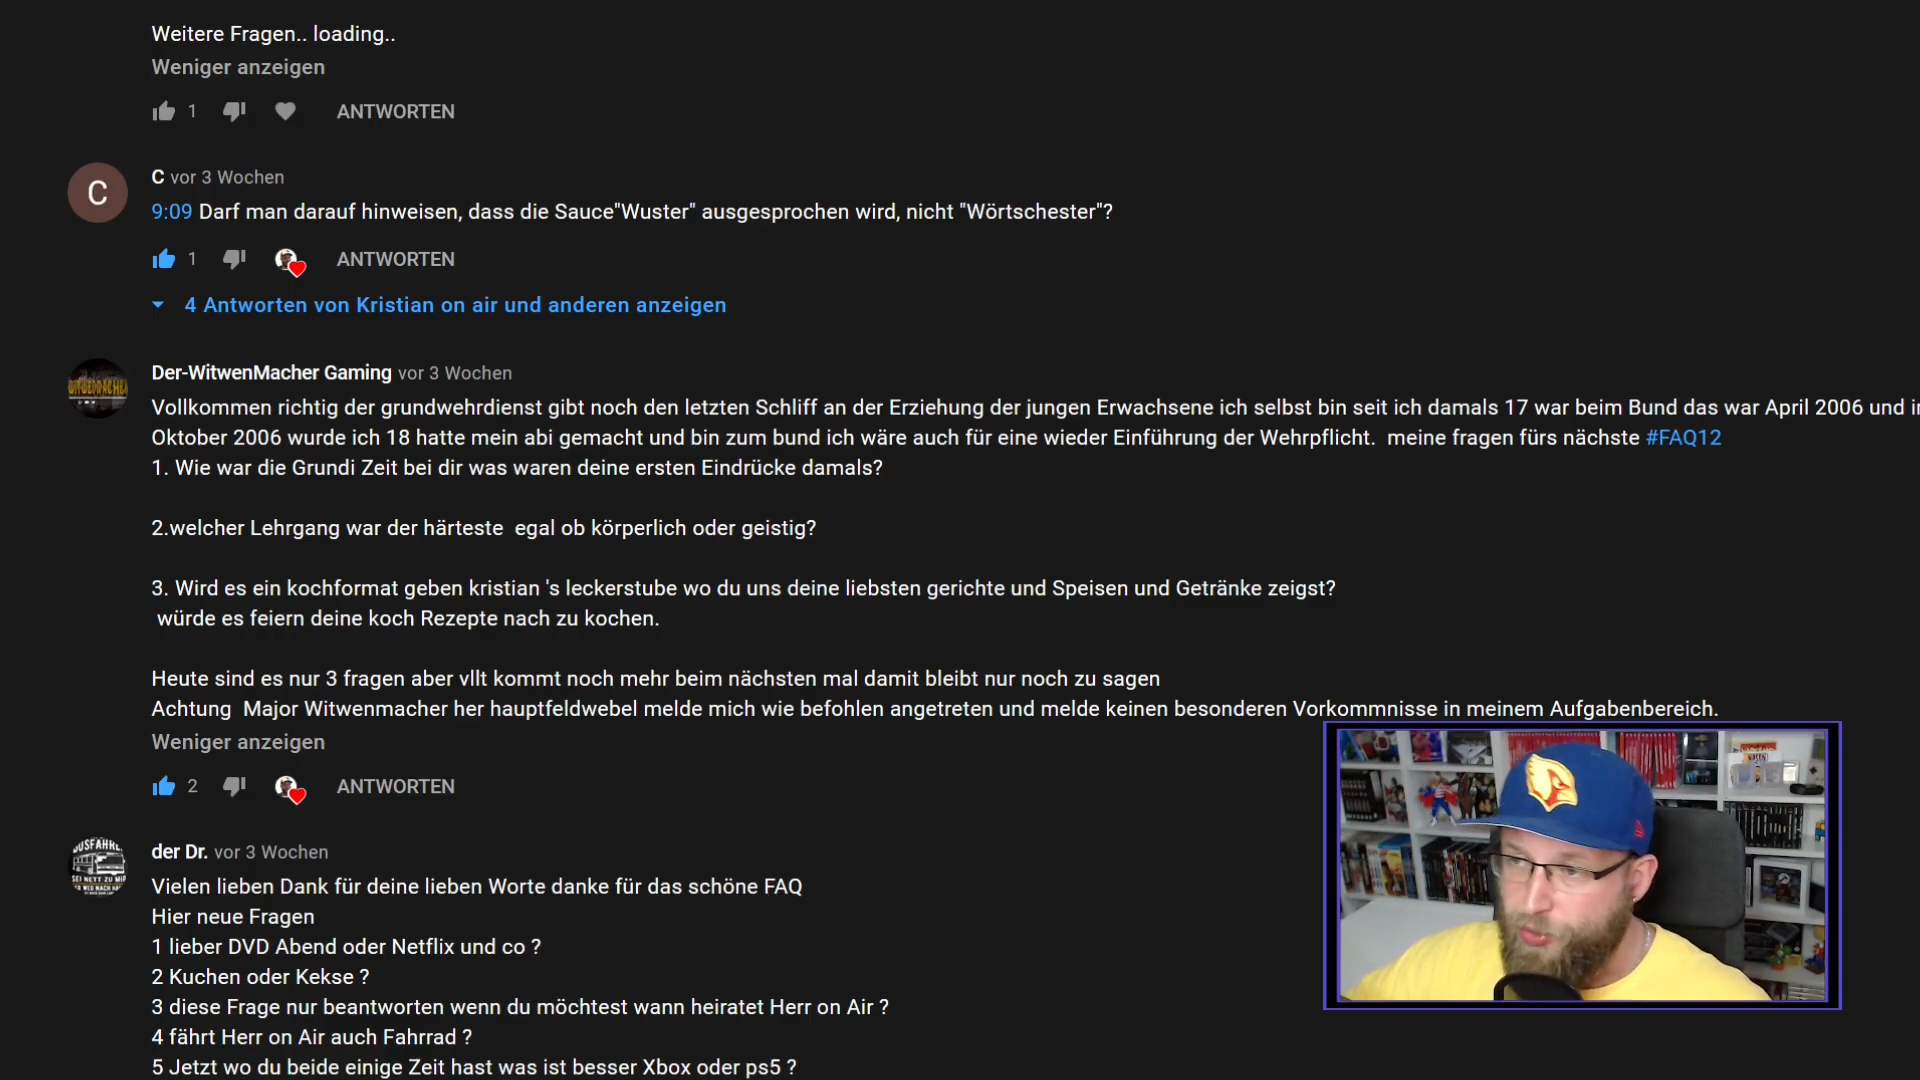 Weitere Fragen.. loading..
Weniger anzeigen
1 ANTWORTEN
C vor 3 Wochen
C
9:09 Darf man darauf hinweisen, dass die Sauce"Wuster" ausgesprochen wird, nicht "Wörtschester"?
1 ANTWORTEN
4 Antworten von Kristian on air und anderen anzeigen
Der-WitwenMacher Gaming vor 3 Wochen
Vollkommen richtig der grundwehrdienst gibt noch den letzten Schliff an der Erziehung der jungen Erwachsene ich selbst bin seit ich damals 17 war beim Bund das war April 2006 und
Oktober 2006 wurde ich 18 hatte mein abi gemacht und bin zum bund ich wäre auch für eine wieder Einführung der Wehrpflicht.  meine fragen fürs nächste #FAQ12
1. Wie war die Grundi Zeit bei dir was waren deine ersten Eindrücke damals?
2.welcher Lehrgang war der härteste  egal ob körperlich oder geistig?
3. Wird es ein kochformat geben kristian 's leckerstube wo du uns deine liebsten gerichte und Speisen und Getränke zeigst?
würde es feiern deine koch Rezepte nach zu kochen.
Heute sind es nur 3 fragen aber vllt kommt noch mehr beim nächsten mal damit bleibt nur noch zu sagen
Achtung  Major Witwenmacher her hauptfeldwebel melde mich wie befohlen angetreten und melde keinen besonderen Vorkommnisse in meinem Aufgabenbereich.
Weniger anzeigen
2 ANTWORTEN
der Dr. vor 3 Wochen
Vielen lieben Dank für deine lieben Worte danke für das schöne FAQ
Hier neue Fragen
1 lieber DVD Abend oder Netflix und co ?
2 Kuchen oder Kekse ?
3 diese Frage nur beantworten wenn du möchtest wann heiratet Herr on Air ?
4 fährt Herr on Air auch Fahrrad ?
5 Jetzt wo du beide einige Zeit hast was ist besser Xbox oder ps5 ?